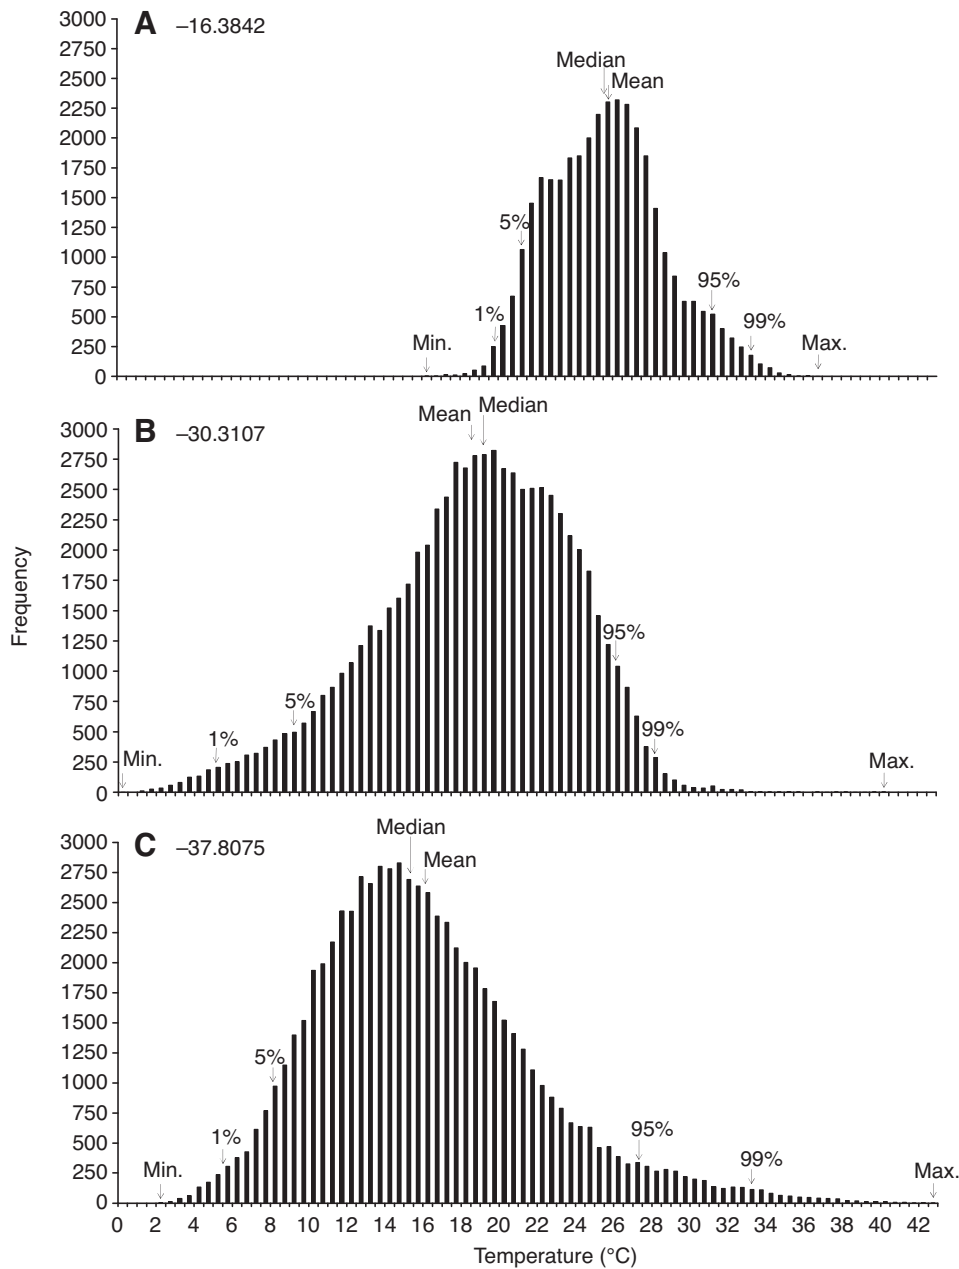 A –16.3842
3000
2750
2500
2250
2000
1750
1500
1250
1000
750
500
250
0
Median
Mean
5%
1%
Min.
95%
99%
Max.
B –30.3107
3000
2750
2500
2250
2000
1750
1500
1250
1000
750
500
250
0
Mean
Median
95%
5%
1%
99%
Min.
Max.
Frequency
C –37.8075
3000
2750
2500
2250
2000
1750
1500
1250
1000
750
500
250
0
Median
Mean
5%
1%
Min.
95%
99%
Max.
0 2 4 6 8 10 12 14 16 18 20 22 24 26 28 30 32 34 36 38 40 42
Temperature (°C)